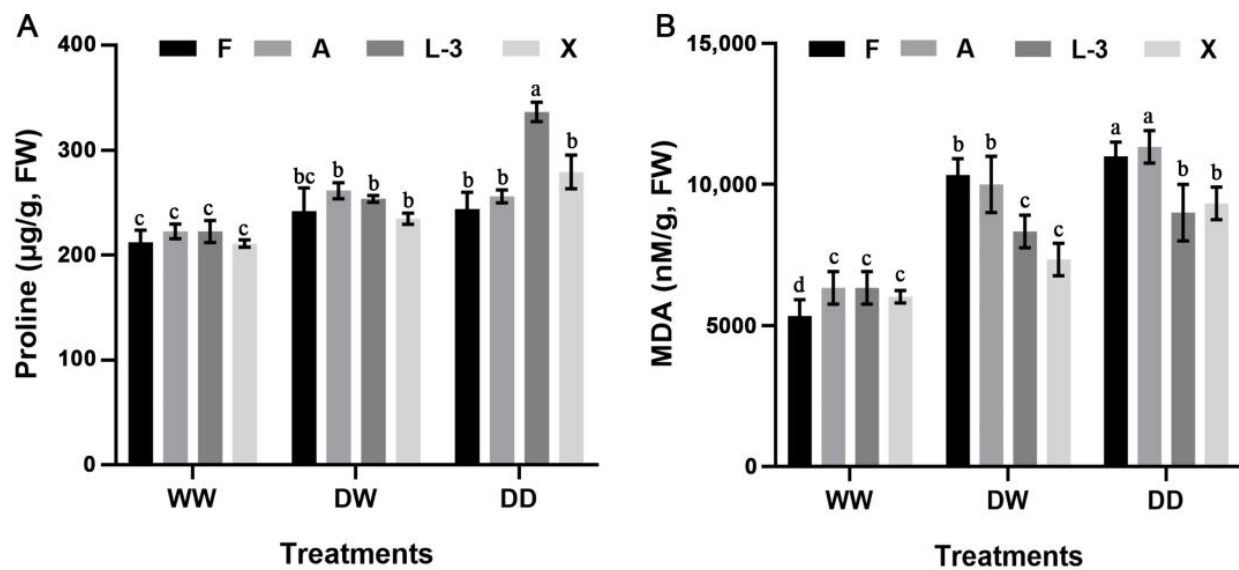 A
F A L-3 X
Proline (µg/g, FW)
400
300
200
100
0
c c c c
bc b b b
b b a b
WW DW DD
Treatments
B
F A L-3 X
MDA (nM/g, FW)
15,000
10,000
5000
0
d c c c
b b c c
a a b b
WW DW DD
Treatments